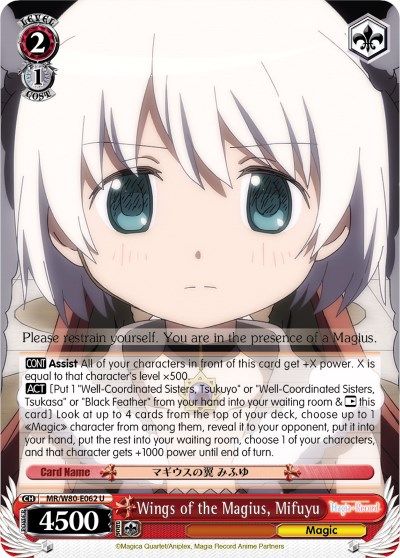 LEVEL
2
1
COST
Please restrain yourself. You are in the presence of a Magius.
CONT Assist All of your characters in front of this card get +X power. X is
equal to that character's level ×500.
ACT [Put 1 "Well-Coordinated Sisters, Tsukuyo" or "Well-Coordinated Sisters,
Tsukasa" or "Black Feather" from your hand into your waiting room & this
card] Look at up to 4 cards from the top of your deck, choose up to 1
«Magic» character from among them, reveal it to your opponent, put it into
your hand, put the rest into your waiting room, choose 1 of your characters,
and that character gets +1000 power until end of turn.
Card Name マギウスの翼 みふゆ
CH MR/W80-E062 U
POWER
4500
Wings of the Magius, Mifuyu
Magia Record
Magic
©Magica Quartet/Aniplex, Magia Record Anime Partners